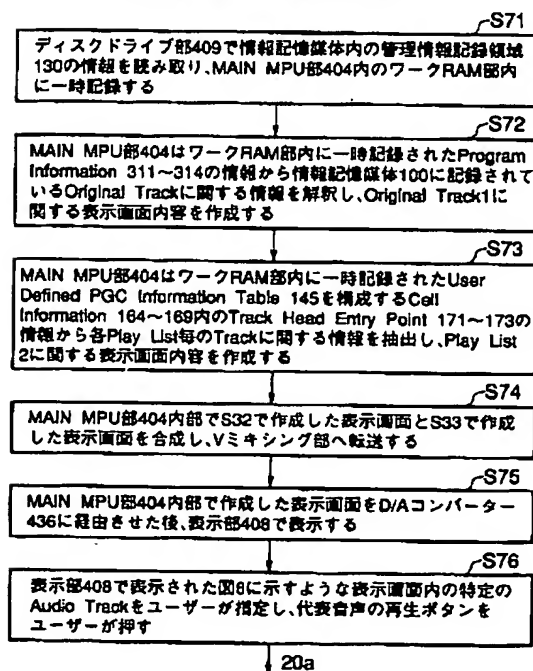 S71
ディスクドライブ部409で情報記憶媒体内の管理情報記録領域
130の情報を読み取り、MAIN MPU部404内のワークRAM部内
に一時記録する
S72
MAIN MPU部404はワークRAM部内に一時記録されたProgram
Information 311~314の情報から情報記憶媒体100に記録されて
いるOriginal Trackに関する情報を解釈し、Original Track1に
関する表示画面内容を作成する
S73
MAIN MPU部404はワークRAM部内に一時記録されたUser
Defined PGC Information Table 145を構成するCell
Information 164~169内のTrack Head Entry Point 171~173の
情報から各Play List毎のTrackに関する情報を抽出し、Play List
2に関する表示画面内容を作成する
S74
MAIN MPU部404内部でS32で作成した表示画面とS33で作成
した表示画面を合成し、Vミキシング部へ転送する
S75
MAIN MPU部404内部で作成した表示画面をD/Aコンバーター
436に経由させた後、表示部408で表示する
S76
表示部408で表示された図6に示すような表示画面内の特定の
Audio Trackをユーザーが指定し、代表音声の再生ボタンを
ユーザーが押す
20a